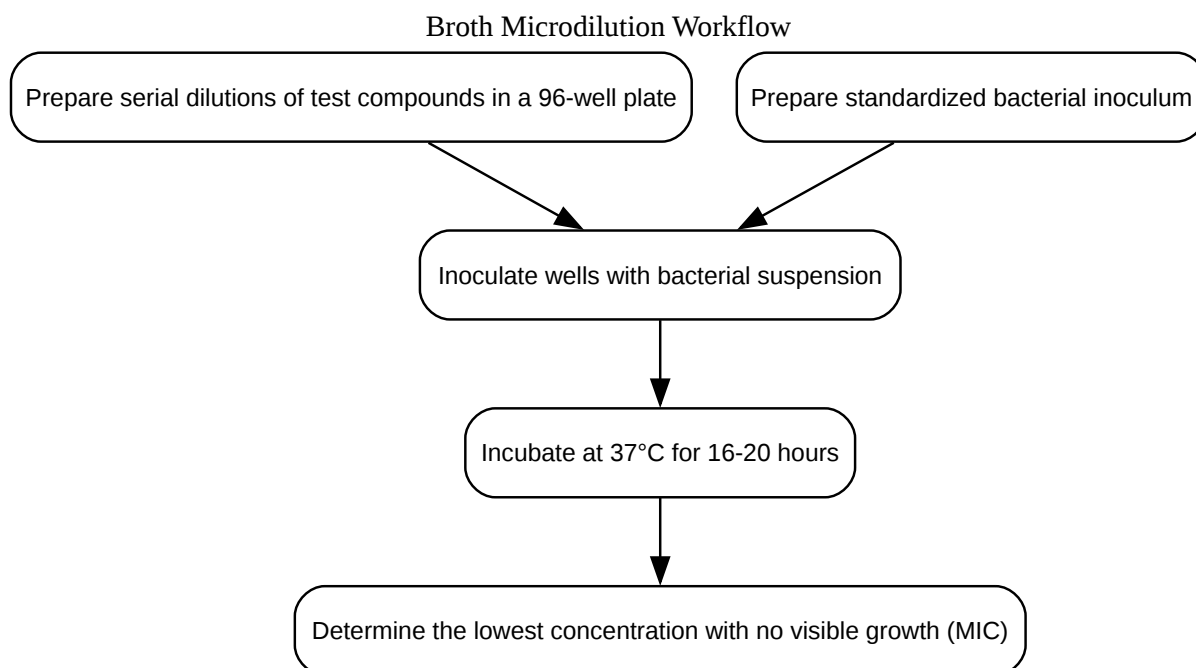 Broth Microdilution Workflow
Prepare serial dilutions of test compounds in a 96-well plate
Prepare standardized bacterial inoculum
Inoculate wells with bacterial suspension
Incubate at 37°C for 16-20 hours
Determine the lowest concentration with no visible growth (MIC)